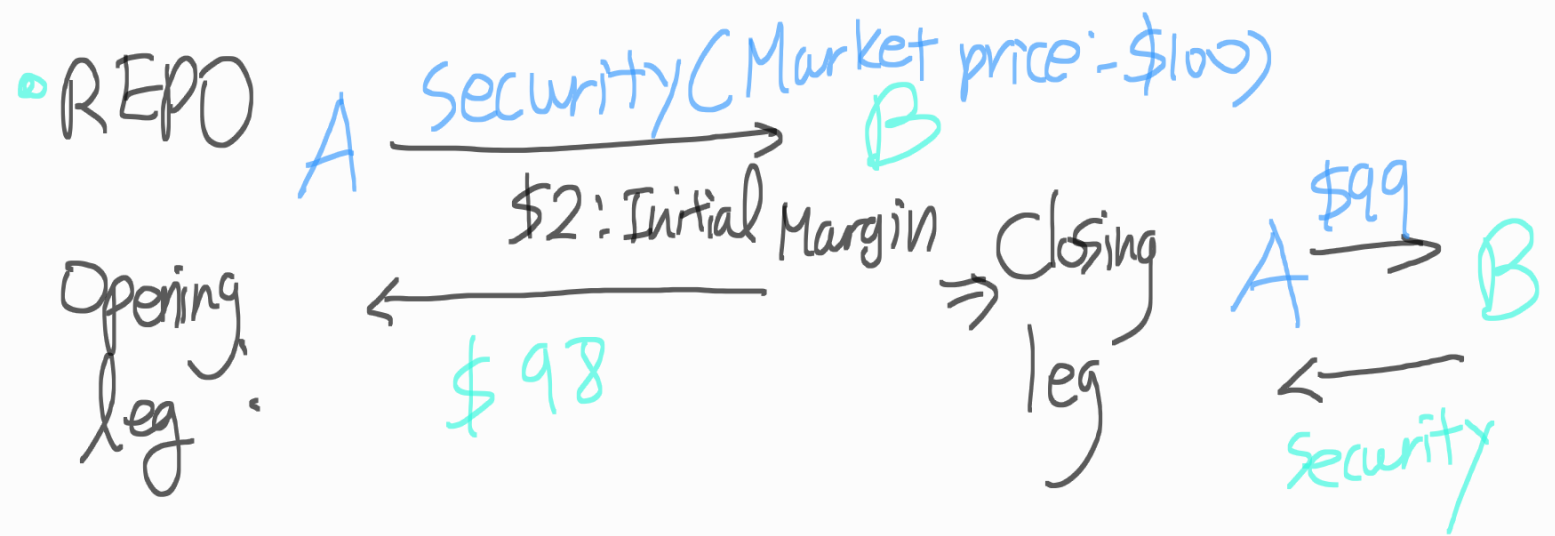 REPO
A Security (Market price:-$100) B
$2: Initial Margin
$98
Opening
leg :
⇒ Closing
leg
A $99 B
Security